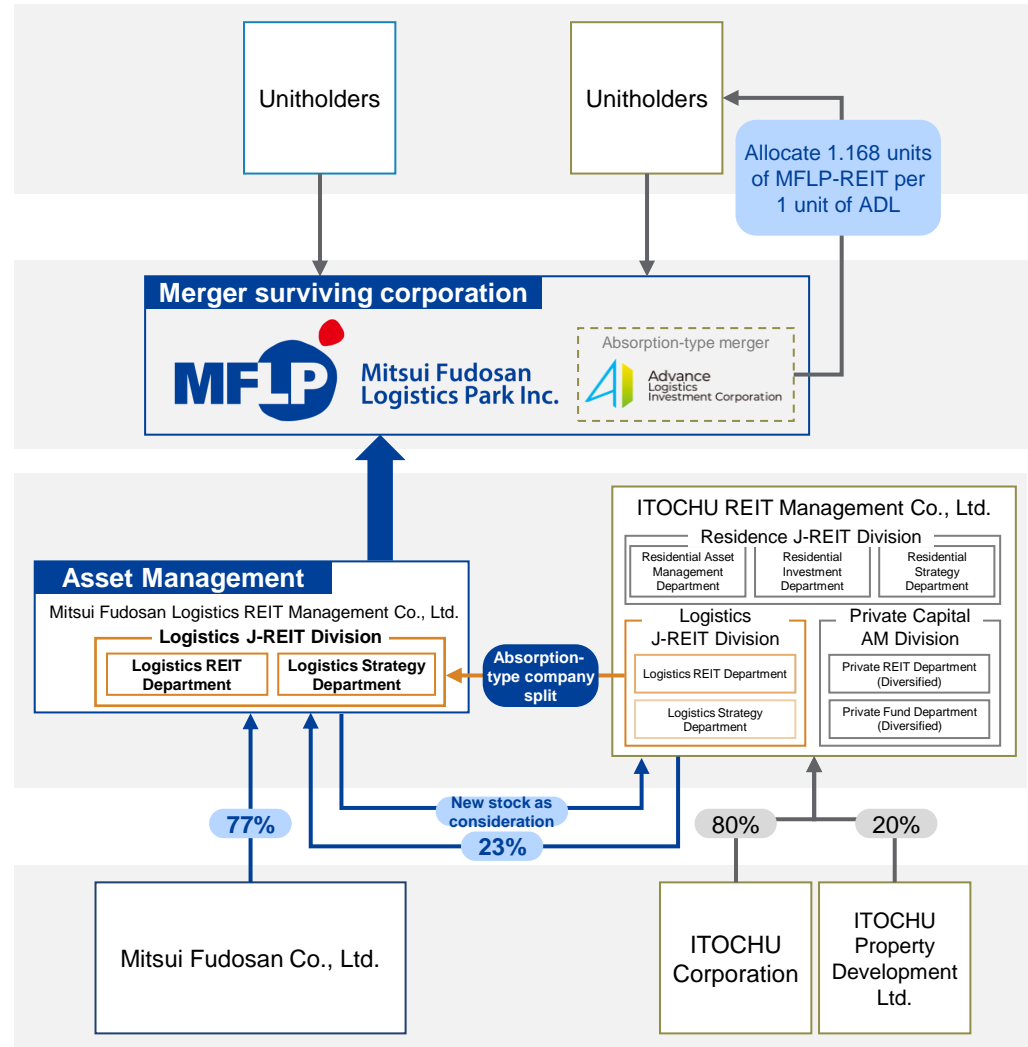 Unitholders
Unitholders
Allocate 1.168 units
of MFLP-REIT per
1 unit of ADL
Merger surviving corporation
MFLP
Mitsui Fudosan
Logistics Park Inc.
Absorption-type merger
Advance
Logistics
Investment Corporation
ITOCHU REIT Management Co., Ltd.
Residence J-REIT Division
Residential Asset
Management
Department
Residential
Investment
Department
Residential
Strategy
Department
Asset Management
Mitsui Fudosan Logistics REIT Management Co., Ltd.
Logistics J-REIT Division
Logistics REIT
Department
Logistics Strategy
Department
Absorption-
type company
split
Logistics
J-REIT Division
Logistics REIT Department
Logistics Strategy
Department
Private Capital
AM Division
Private REIT Department
(Diversified)
Private Fund Department
(Diversified)
77%
New stock as
consideration
23%
80%
20%
Mitsui Fudosan Co., Ltd.
ITOCHU
Corporation
ITOCHU
Property
Development
Ltd.